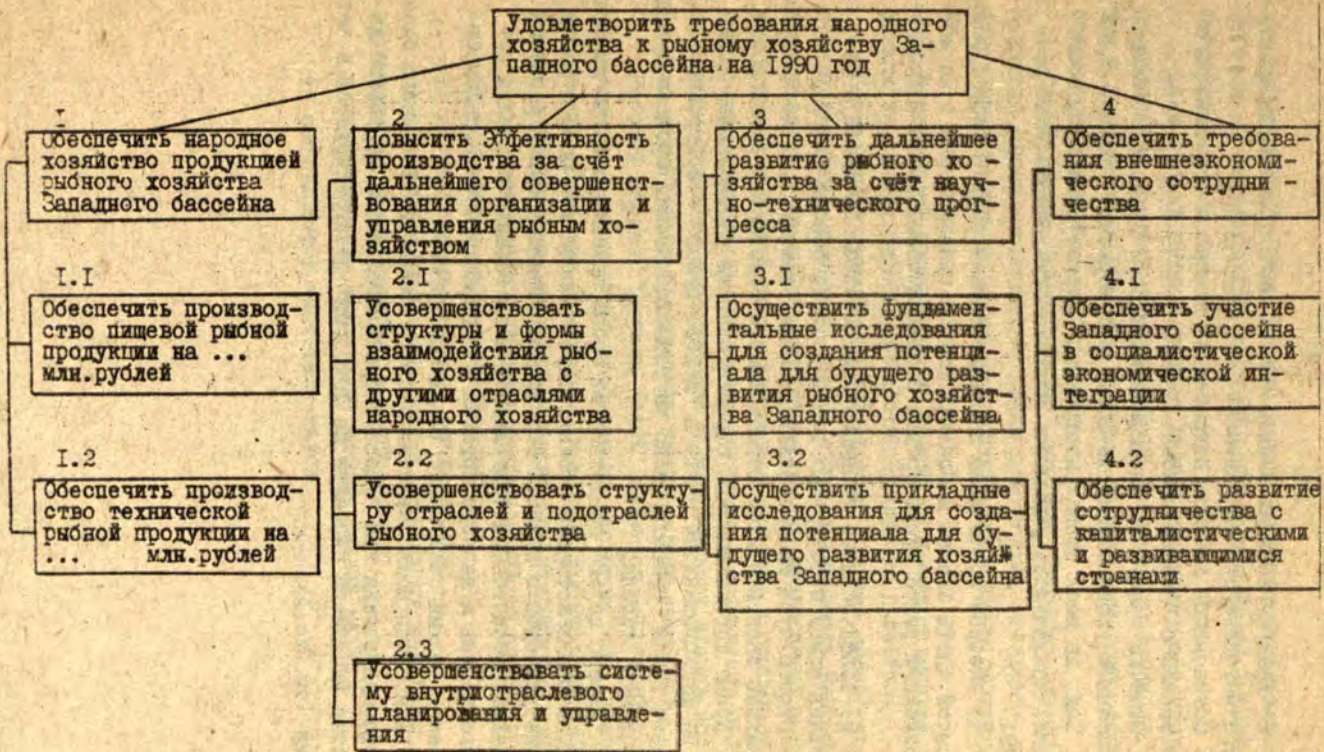 Удовлетворить требования народного
хозяйства к рыбному хозяйству За-
падного бассейна на I990 год
I
Обеспечить народное
хозяйство продукцией
рыбного хозяйства
Западного бассейна
I.I
Обеспечить производ-
ство пищевой рыбной
продукции на ...
млн.рублей
I.2
Обеспечить производ-
ство технической
рыбной продукции на
... млн.рублей
2
Повысить Эффективность
производства за счёт
дальнейшего совершенст-
вования организации и
управления рыбным хо-
зяйством
2.I
Усовершенствовать
структуры и формы
взаимодействия рыб-
ного хозяйства с
другими отраслями
народного хозяйства
2.2
Усовершенствовать структу-
ру отраслей и подотраслей
рыбного хозяйства
2.3
Усовершенствовать систе-
му внутриотраслевого
планирования и управле-
ния
3
Обеспечить дальнейшее
развитие рыбного хо -
зяйства за счёт науч-
но-технического прог-
ресса
3.I
Осуществить фундамен-
тальные исследования
для создания потенци-
ала для будущего раз-
вития рыбного хозяйст-
ва Западного бассейна
3.2
Осуществить прикладные
исследования для созда-
ния потенциала для бу-
дущего развития хозяй
ства Западного бассейна
4
Обеспечить требова-
ния внешнеэкономи-
ческого сотрудни -
чества
4.I
Обеспечить участие
Западного бассейна
в социалистической
экономической ин-
теграции
4.2
Обеспечить развитие
сотрудничества с
капиталистическими
и развивающимися
странами